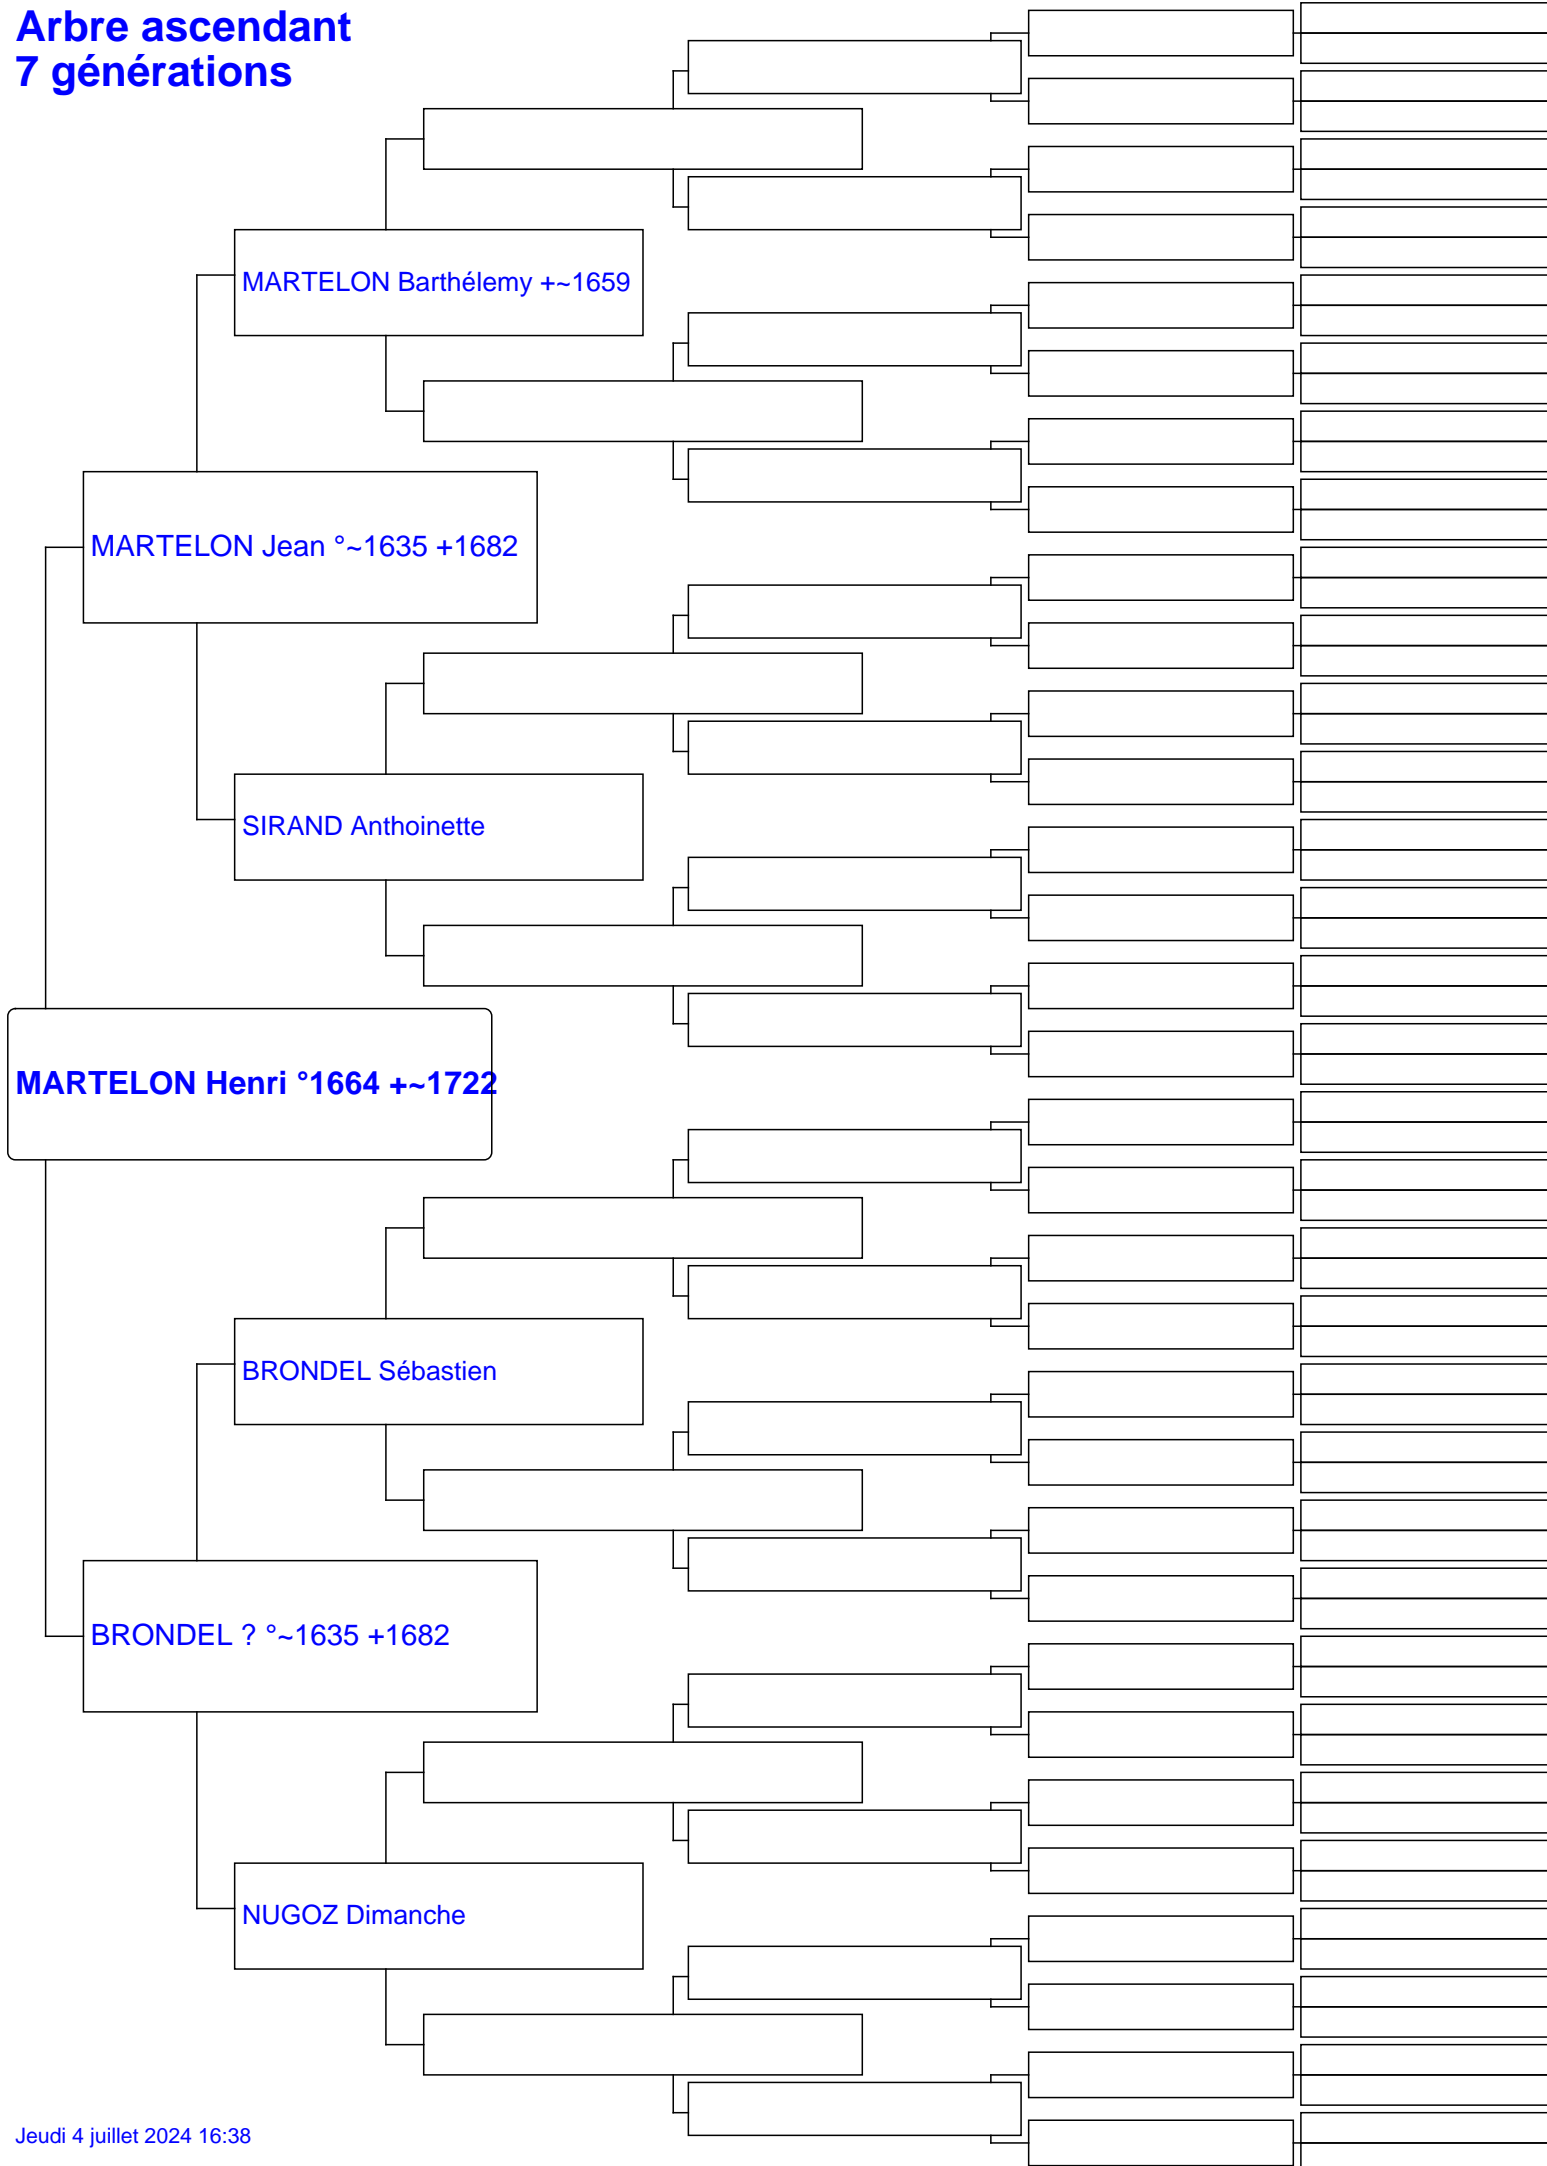 Arbre ascendant
7 générations
MARTELON Barthélemy +~1659
MARTELON Jean °~1635 +1682
SIRAND Anthoinette
MARTELON Henri °1664 +~1722
BRONDEL Sébastien
BRONDEL ? °~1635 +1682
NUGOZ Dimanche
Jeudi 4 juillet 2024 16:38